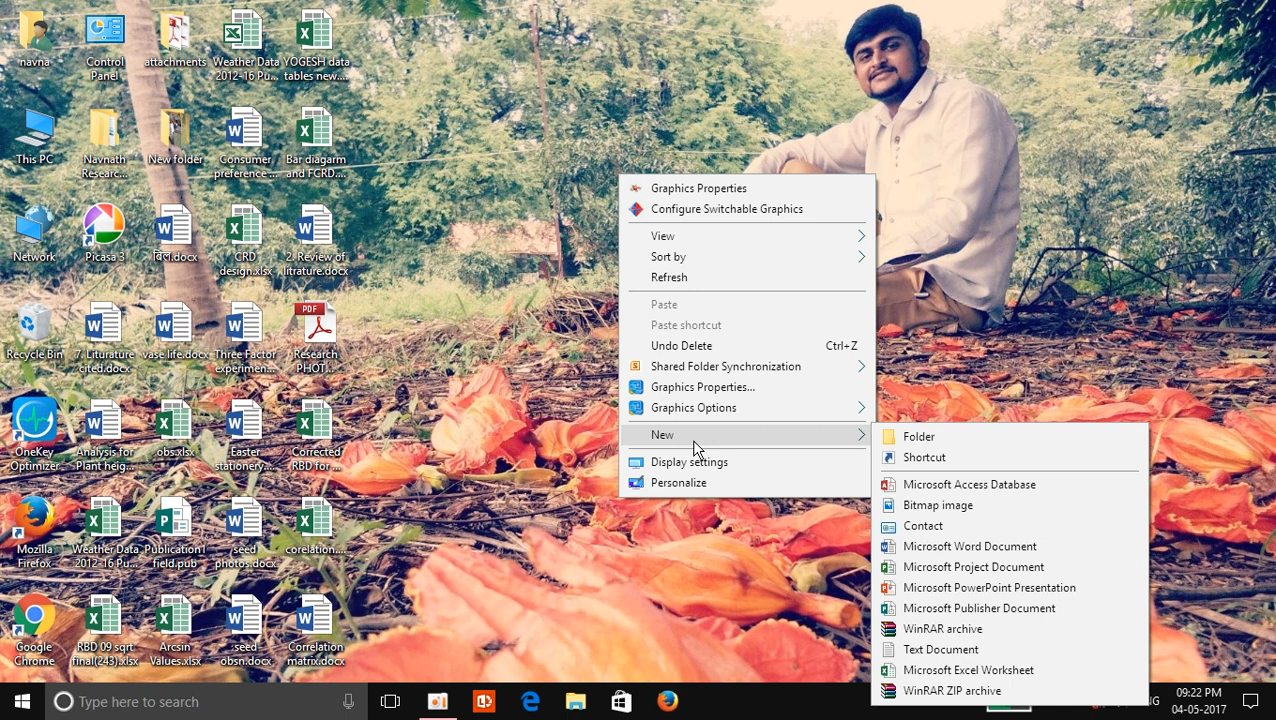 navna
Control
Panel
attachments
Weather Data
2012-16 Pu...
YOGESH data
tables new....
This PC
Navnath
Researc...
New folder
Consumer
preference ...
Bar diagarm
and FCRD....
Network
Picasa 3
बिल.docx
CRD
design.xlsx
2. Review of
litrature.docx
Recycle Bin
7. Liturature
cited.docx
vase life.docx
Three Factor
experimen...
PDF
Research
PHOT...
OneKey
Optimizer
Analysis for
Plant heig...
obs.xlsx
Easter
stationery...
Corrected
RBD for ...
Mozilla
Firefox
Weather Data
2012-16 Pu...
Publication1
field.pub
seed
photos.docx
corelation....
Google
Chrome
RBD 09 sqrt
final(243).xlsx
Arcsin
Values.xlsx
seed
obsn.docx
Correlation
matrix.docx
Graphics Properties
Configure Switchable Graphics
View
Sort by
Refresh
Paste
Paste shortcut
Undo Delete Ctrl+Z
Shared Folder Synchronization
Graphics Properties...
Graphics Options
New
Display settings
Personalize
Folder
Shortcut
Microsoft Access Database
Bitmap image
Contact
Microsoft Word Document
Microsoft Project Document
Microsoft PowerPoint Presentation
Microsoft Publisher Document
WinRAR archive
Text Document
Microsoft Excel Worksheet
WinRAR ZIP archive
Type here to search
09:22 PM
04-05-2017